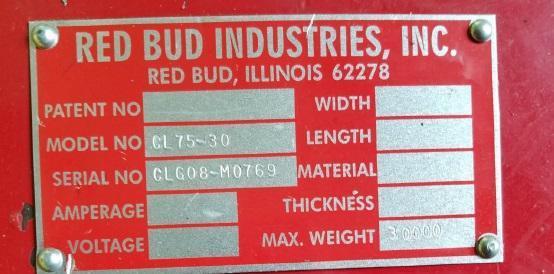 RED BUD INDUSTRIES, INC.
RED BUD, ILLINOIS 62278
PATENT NO WIDTH
MODEL NO CL75-30 LENGTH
SERIAL NO CLG08-M0769 MATERIAL
AMPERAGE THICKNESS
VOLTAGE MAX. WEIGHT 30000